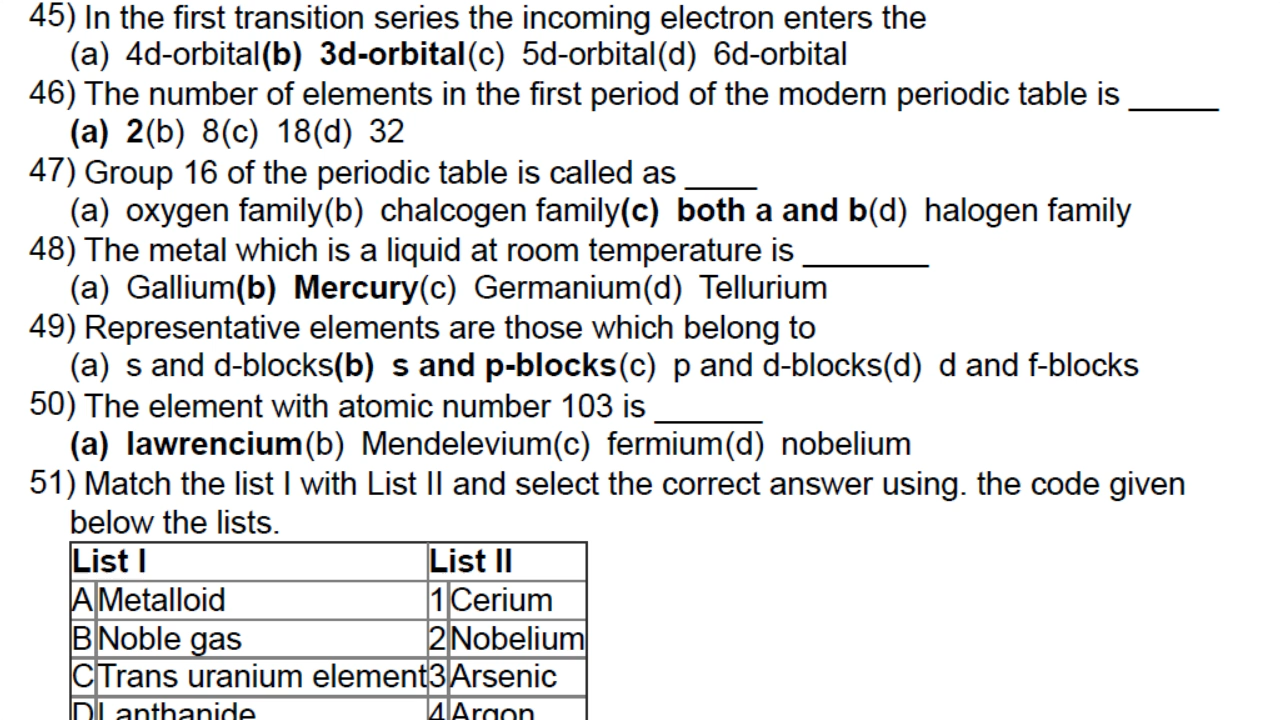 45) In the first transition series the incoming electron enters the
(a) 4d-orbital(b) 3d-orbital(c) 5d-orbital(d) 6d-orbital
46) The number of elements in the first period of the modern periodic table is _____
(a) 2(b) 8(c) 18(d) 32
47) Group 16 of the periodic table is called as ____
(a) oxygen family(b) chalcogen family(c) both a and b(d) halogen family
48) The metal which is a liquid at room temperature is _______
(a) Gallium(b) Mercury(c) Germanium(d) Tellurium
49) Representative elements are those which belong to
(a) s and d-blocks(b) s and p-blocks(c) p and d-blocks(d) d and f-blocks
50) The element with atomic number 103 is ______
(a) lawrencium(b) Mendelevium(c) fermium(d) nobelium
51) Match the list I with List II and select the correct answer using. the code given
below the lists.
List I List II
A Metalloid 1 Cerium
B Noble gas 2 Nobelium
C Trans uranium element 3 Arsenic
D Lanthanide 4 Argon